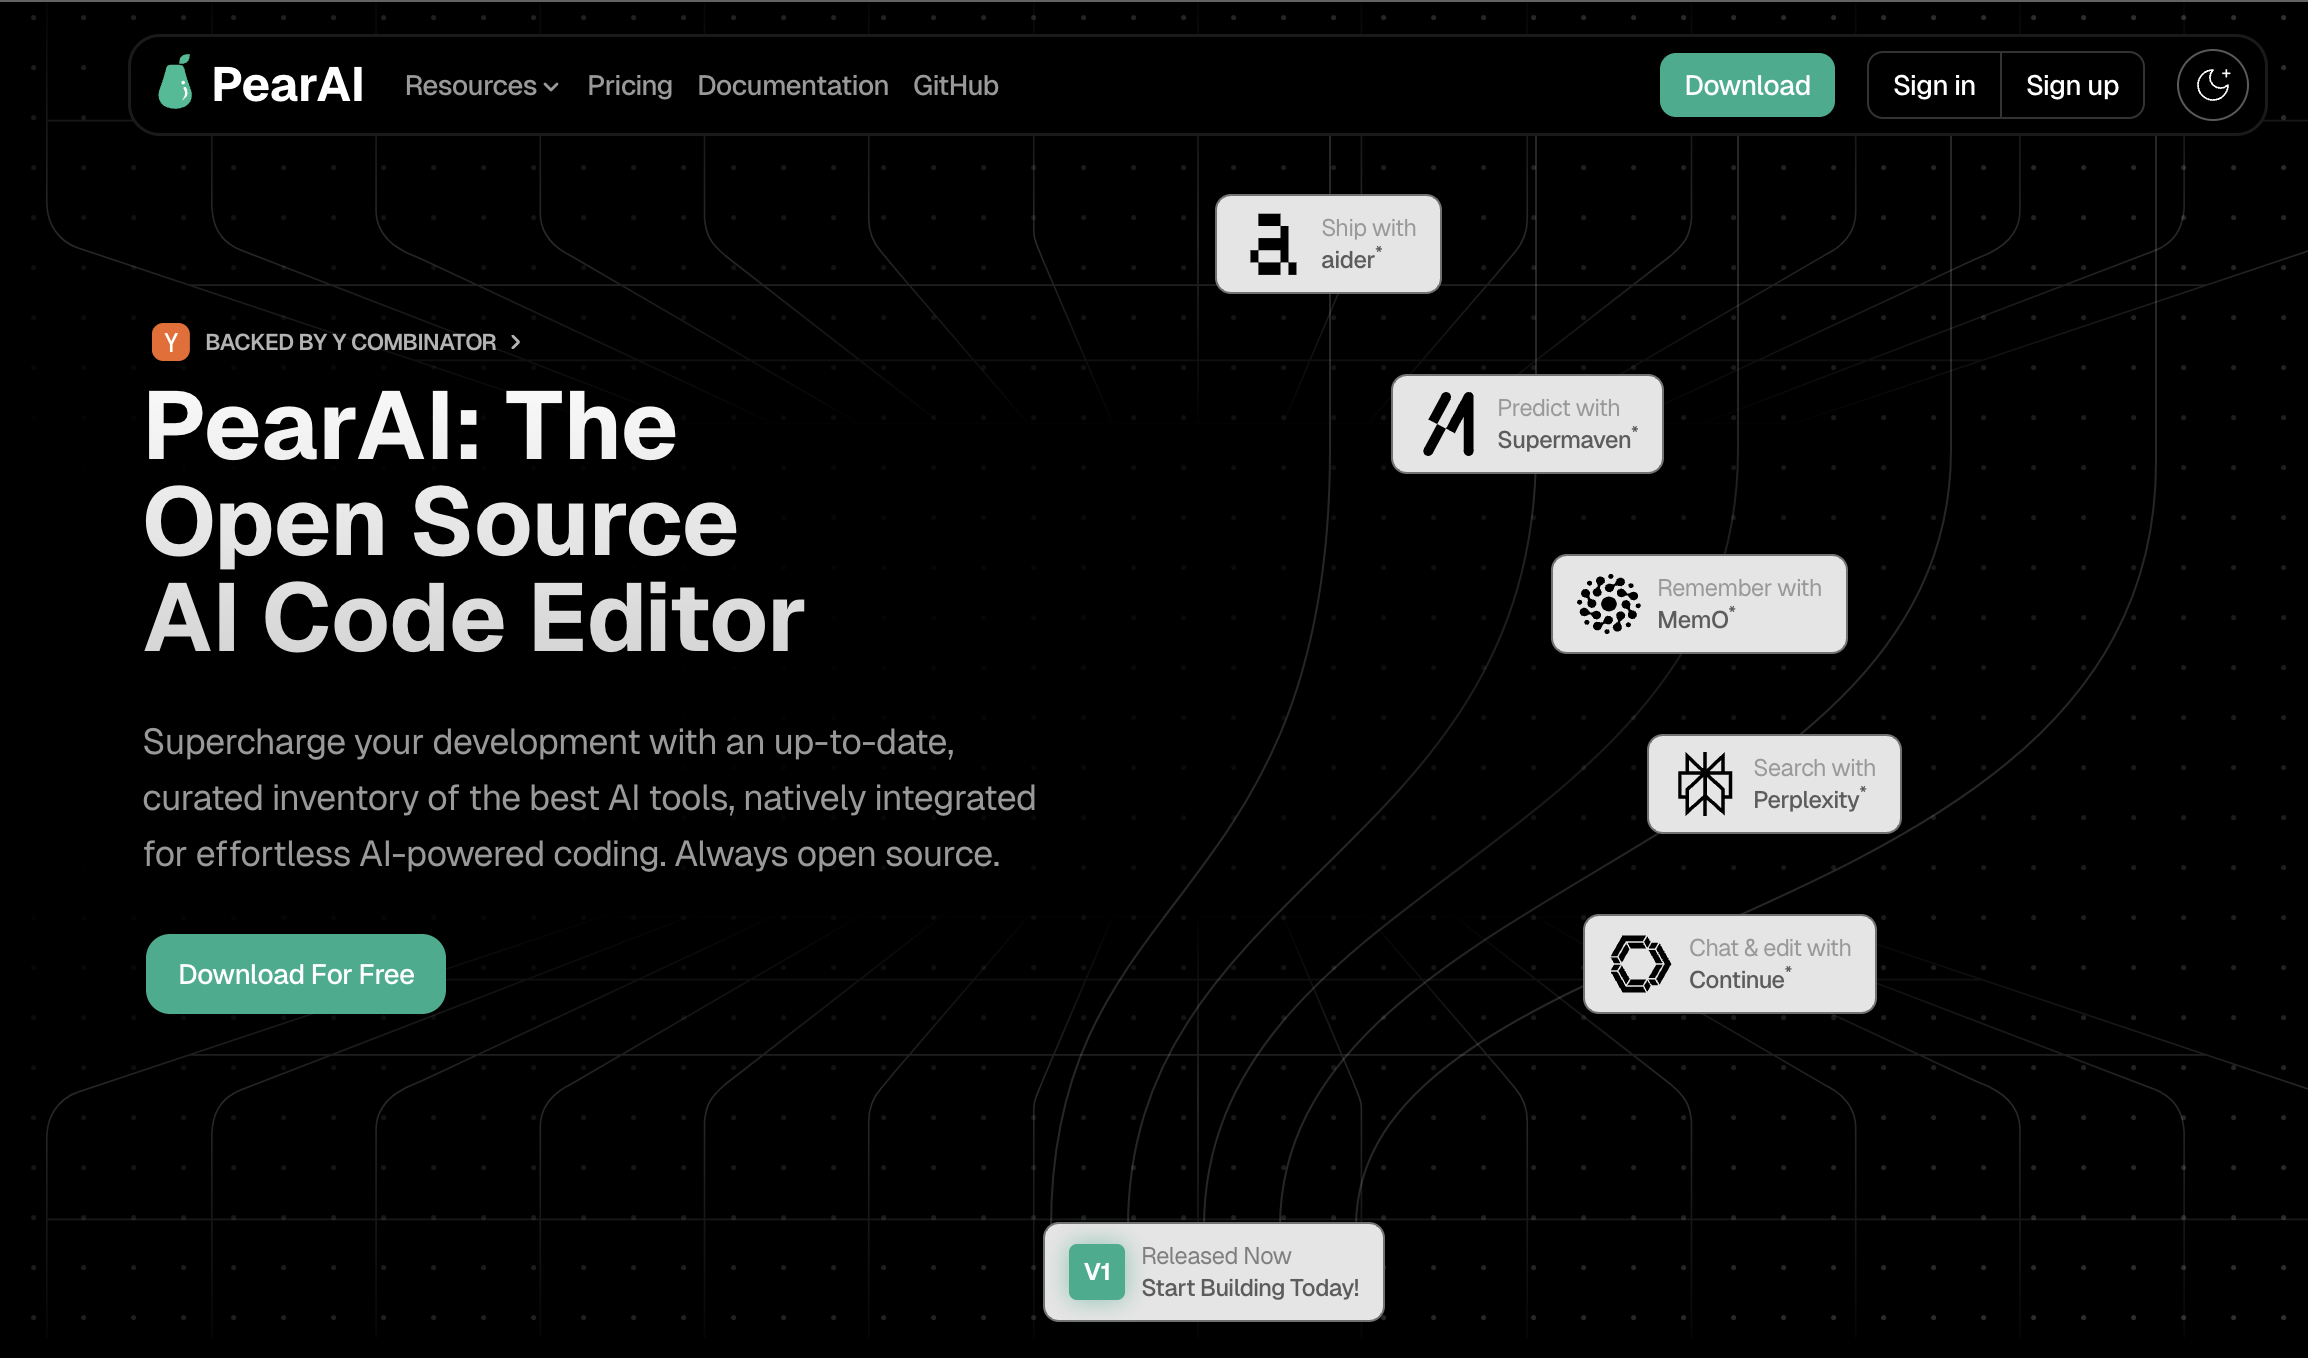 PearAI Resources Pricing Documentation GitHub Download Sign in Sign up
Y BACKED BY Y COMBINATOR
PearAI: The
Open Source
AI Code Editor
Supercharge your development with an up-to-date,
curated inventory of the best AI tools, natively integrated
for effortless AI-powered coding. Always open source.
Download For Free
a.
Ship with
aider*
Predict with
Supermaven*
Remember with
MemO*
Search with
Perplexity*
Chat & edit with
Continue*
V1
Released Now
Start Building Today!